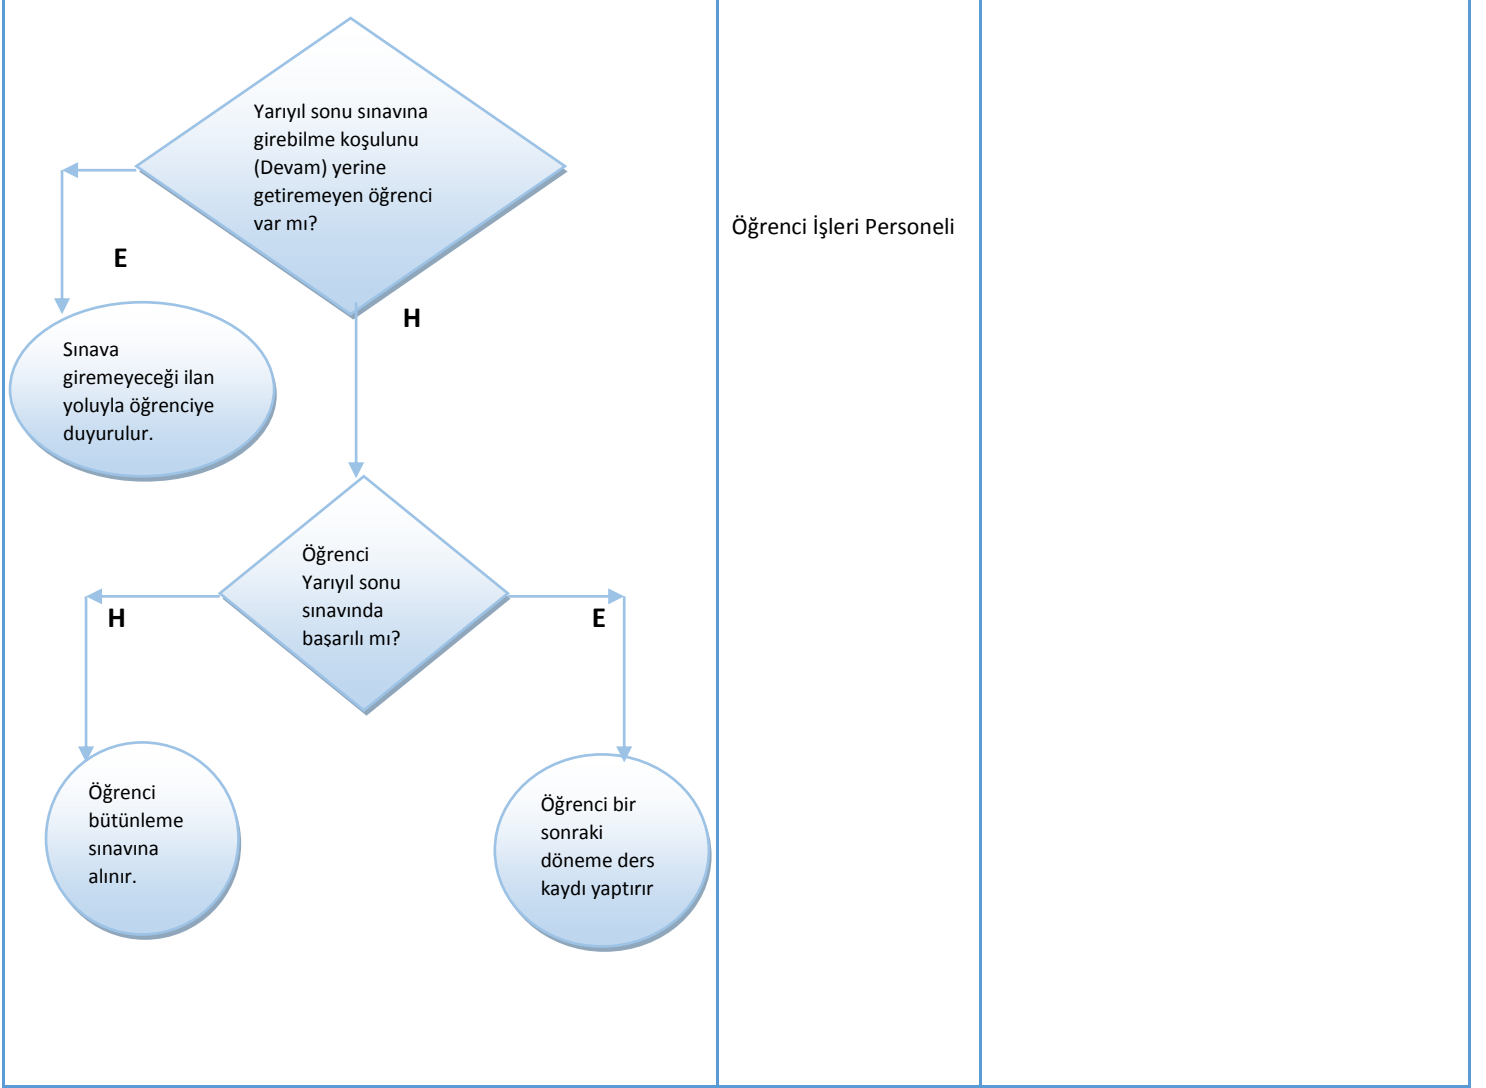 Yarıyıl sonu sınavına
girebilme koşulunu
(Devam) yerine
getiremeyen öğrenci
var mı?
Öğrenci İşleri Personeli
E
H
Sınava
giremeyeceği ilan
yoluyla öğrenciye
duyurulur.
Öğrenci
Yarıyıl sonu
sınavında
başarılı mı?
H
E
Öğrenci
bütünleme
sınavına
alınır.
Öğrenci bir
sonraki
döneme ders
kaydı yaptırır